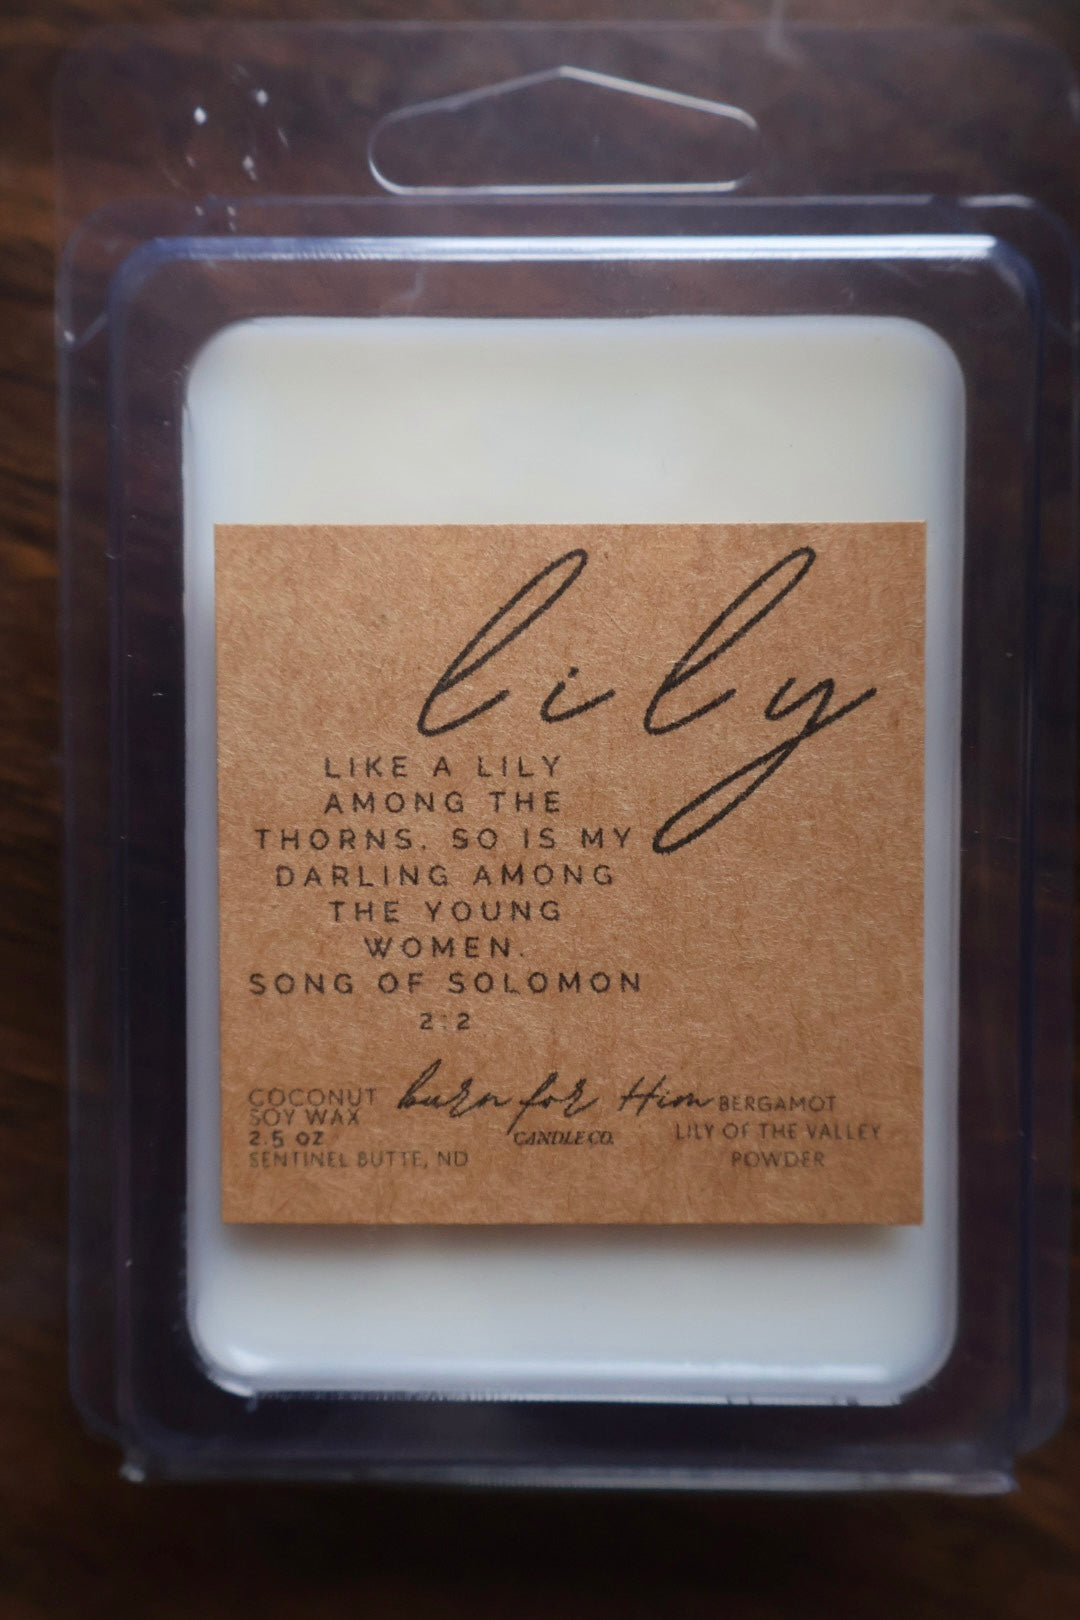 lily
LIKE A LILY
AMONG THE
THORNS. SO IS MY
DARLING AMONG
THE YOUNG
WOMEN.
SONG OF SOLOMON
2:2
COCONUT
SOY WAX
2.5 OZ
SENTINEL BUTTE, ND
burn for Him
CANDLE CO.
BERGAMOT
LILY OF THE VALLEY
POWDER